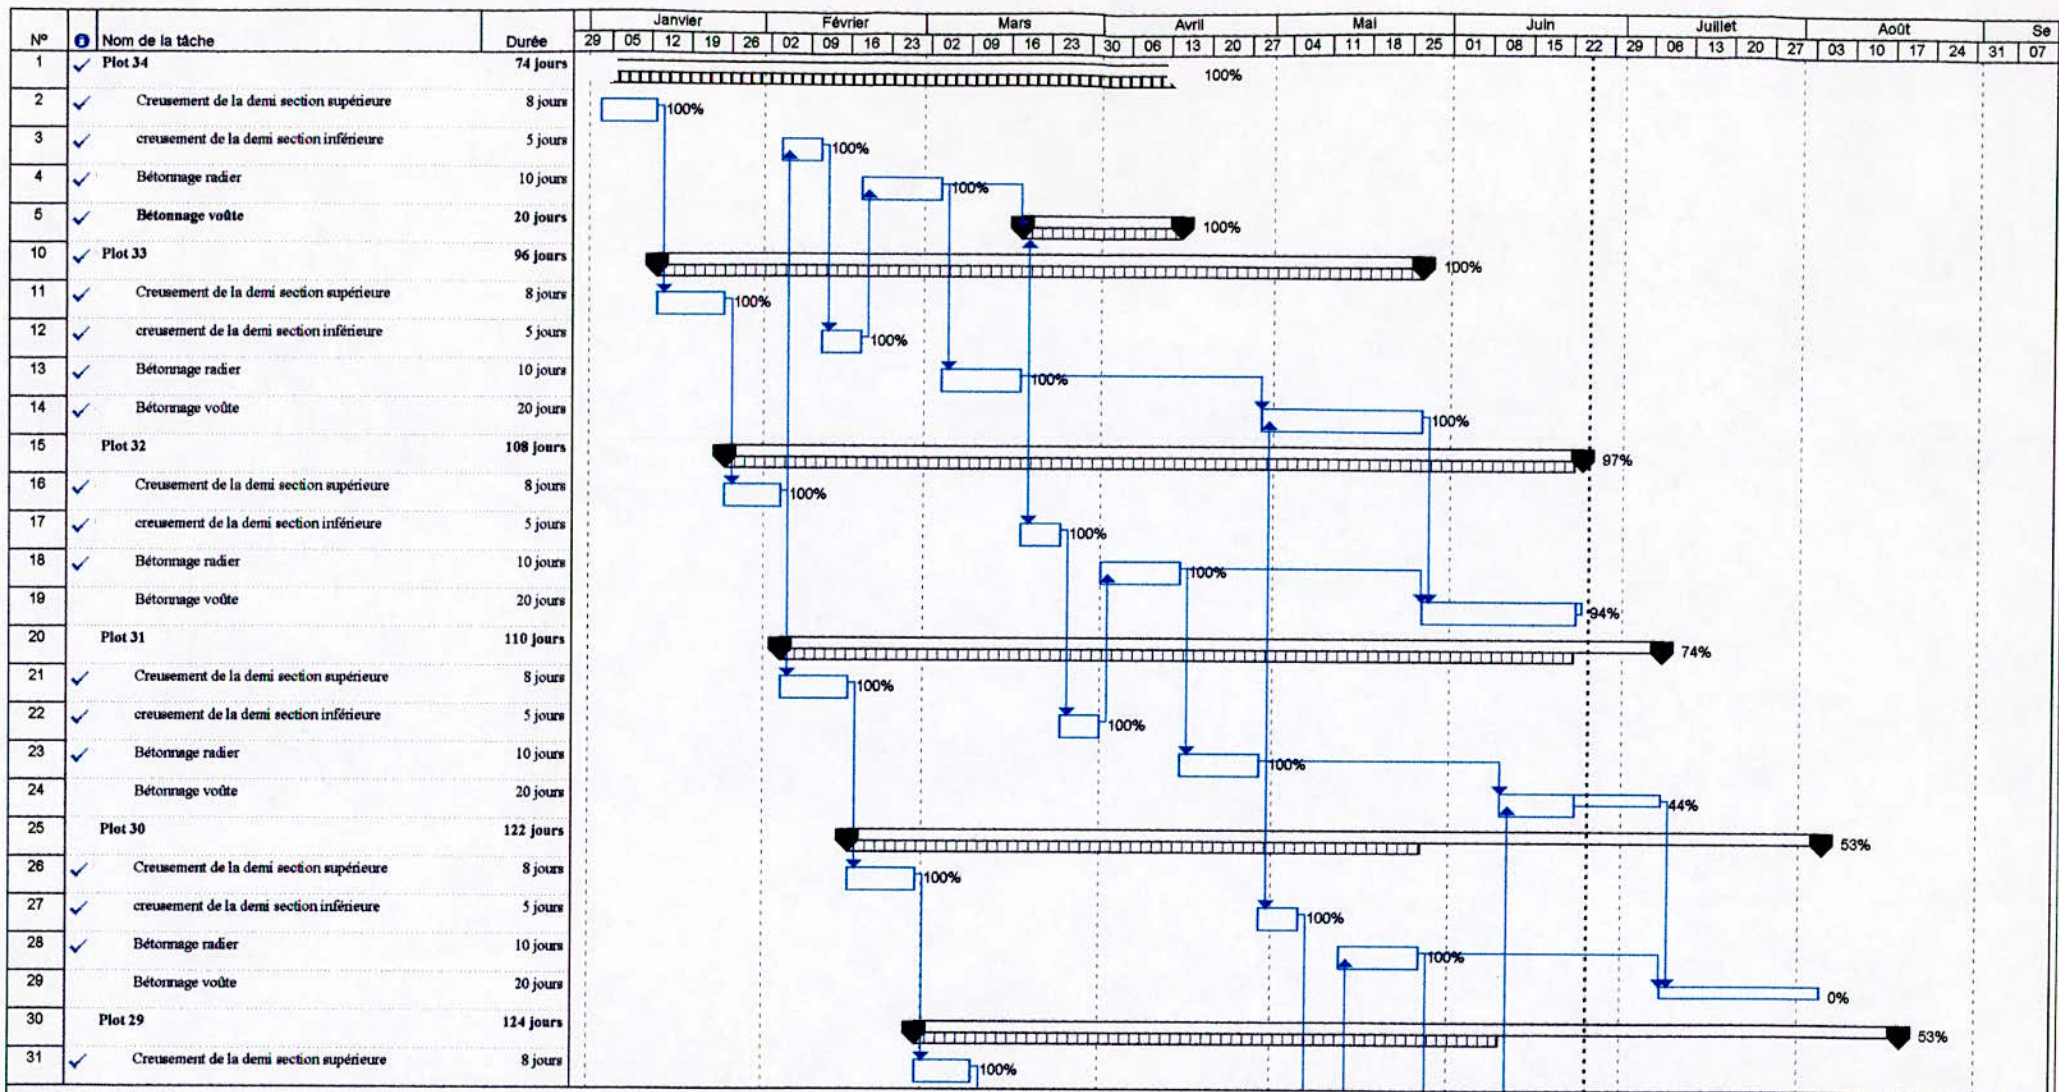 Janvier Février Mars Avril Mai Juin Juillet Août Se
Nº Nom de la tâche Durée 29 05 12 19 26 02 09 16 23 02 09 16 23 30 06 13 20 27 04 11 18 25 01 08 15 22 29 06 13 20 27 03 10 17 24 31 07
1 Plot 34 74 jours 100%
2 Creusement de la demi section supérieure 8 jours 100%
3 creusement de la demi section inférieure 5 jours 100%
4 Bétonnage radier 10 jours 100%
5 Bétonnage voûte 20 jours 100%
10 Plot 33 96 jours 100%
11 Creusement de la demi section supérieure 8 jours 100%
12 creusement de la demi section inférieure 5 jours 100%
13 Bétonnage radier 10 jours 100%
14 Bétonnage voûte 20 jours 100%
15 Plot 32 108 jours 97%
16 Creusement de la demi section supérieure 8 jours 100%
17 creusement de la demi section inférieure 5 jours 100%
18 Bétonnage radier 10 jours 100%
19 Bétonnage voûte 20 jours 94%
20 Plot 31 110 jours 74%
21 Creusement de la demi section supérieure 8 jours 100%
22 creusement de la demi section inférieure 5 jours 100%
23 Bétonnage radier 10 jours 100%
24 Bétonnage voûte 20 jours 44%
25 Plot 30 122 jours 53%
26 Creusement de la demi section supérieure 8 jours 100%
27 creusement de la demi section inférieure 5 jours 100%
28 Bétonnage radier 10 jours 100%
29 Bétonnage voûte 20 jours 0%
30 Plot 29 124 jours 53%
31 Creusement de la demi section supérieure 8 jours 100%